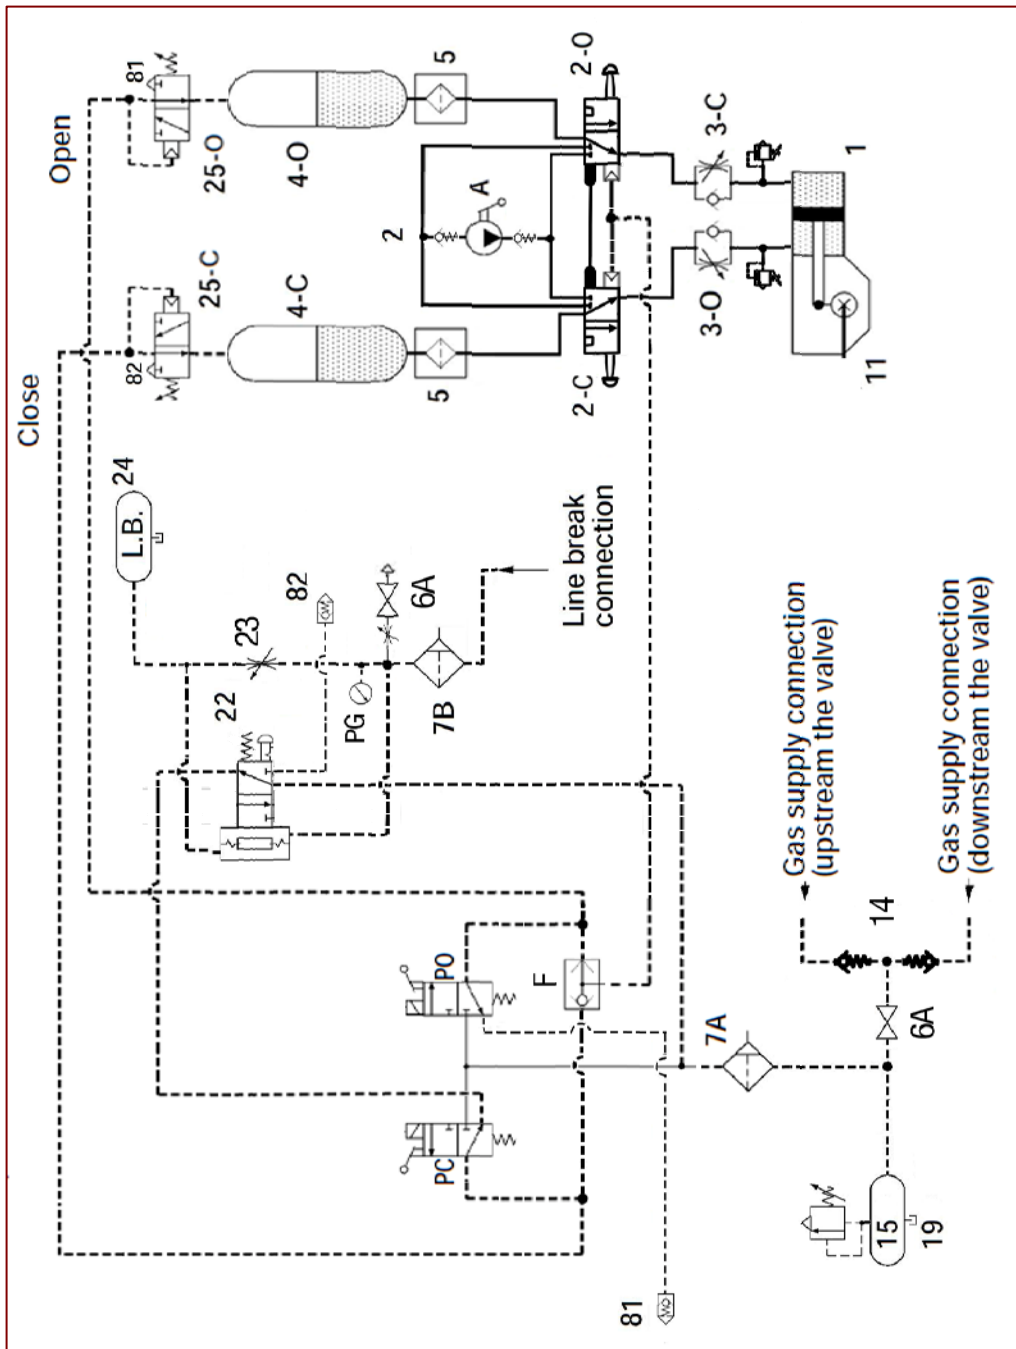 Open
81
25-O
4-O
5
2-O
3-C
1
2
A
Close
82
25-C
4-C
5
2-C
3-O
11
24
L.B.
23
82
6A
22
PG
7B
Line break
connection
PO
F
PC
7A
Gas supply connection
(upstream the valve)
14
6A
Gas supply connection
(downstream the valve)
15
19
81